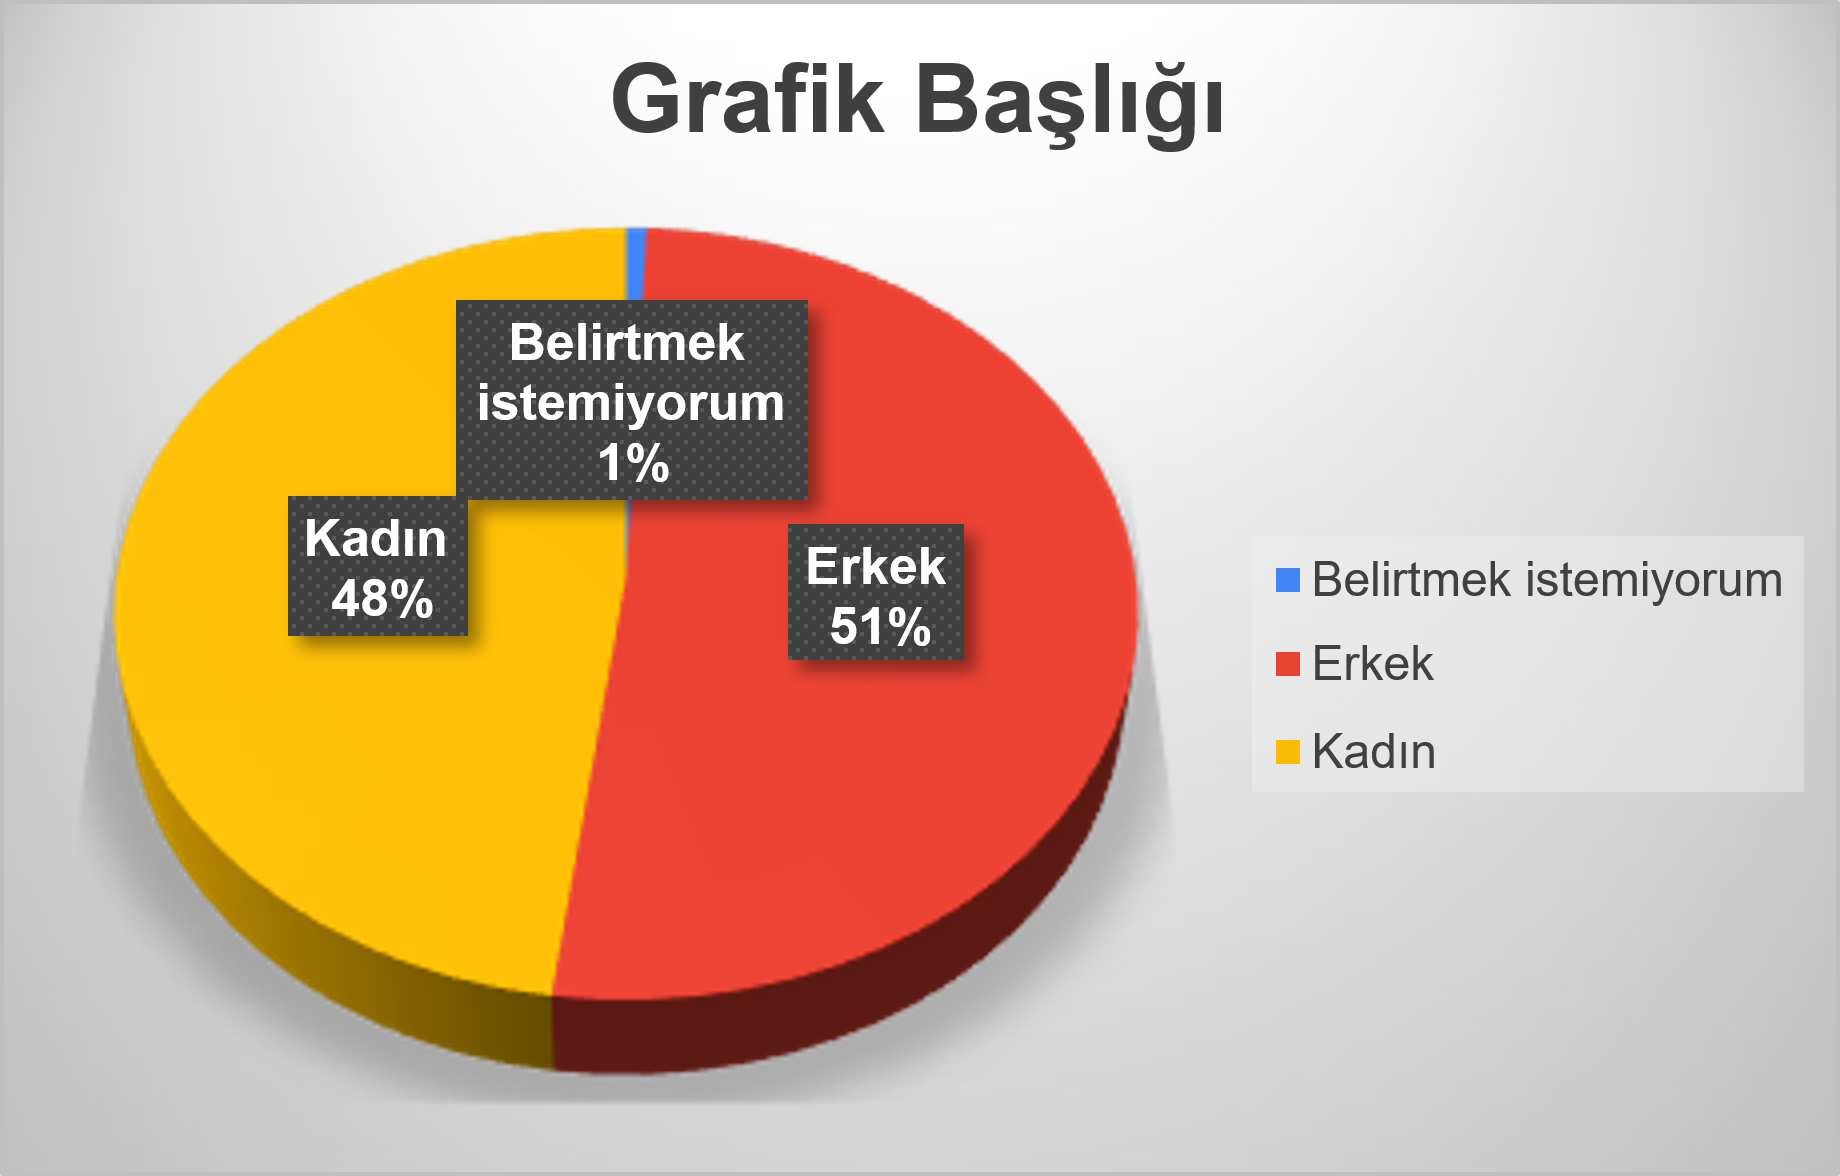 Grafik Başlığı
Belirtmek
istemiyorum
1%
Kadın
48%
Erkek
51%
Belirtmek istemiyorum
Erkek
Kadın